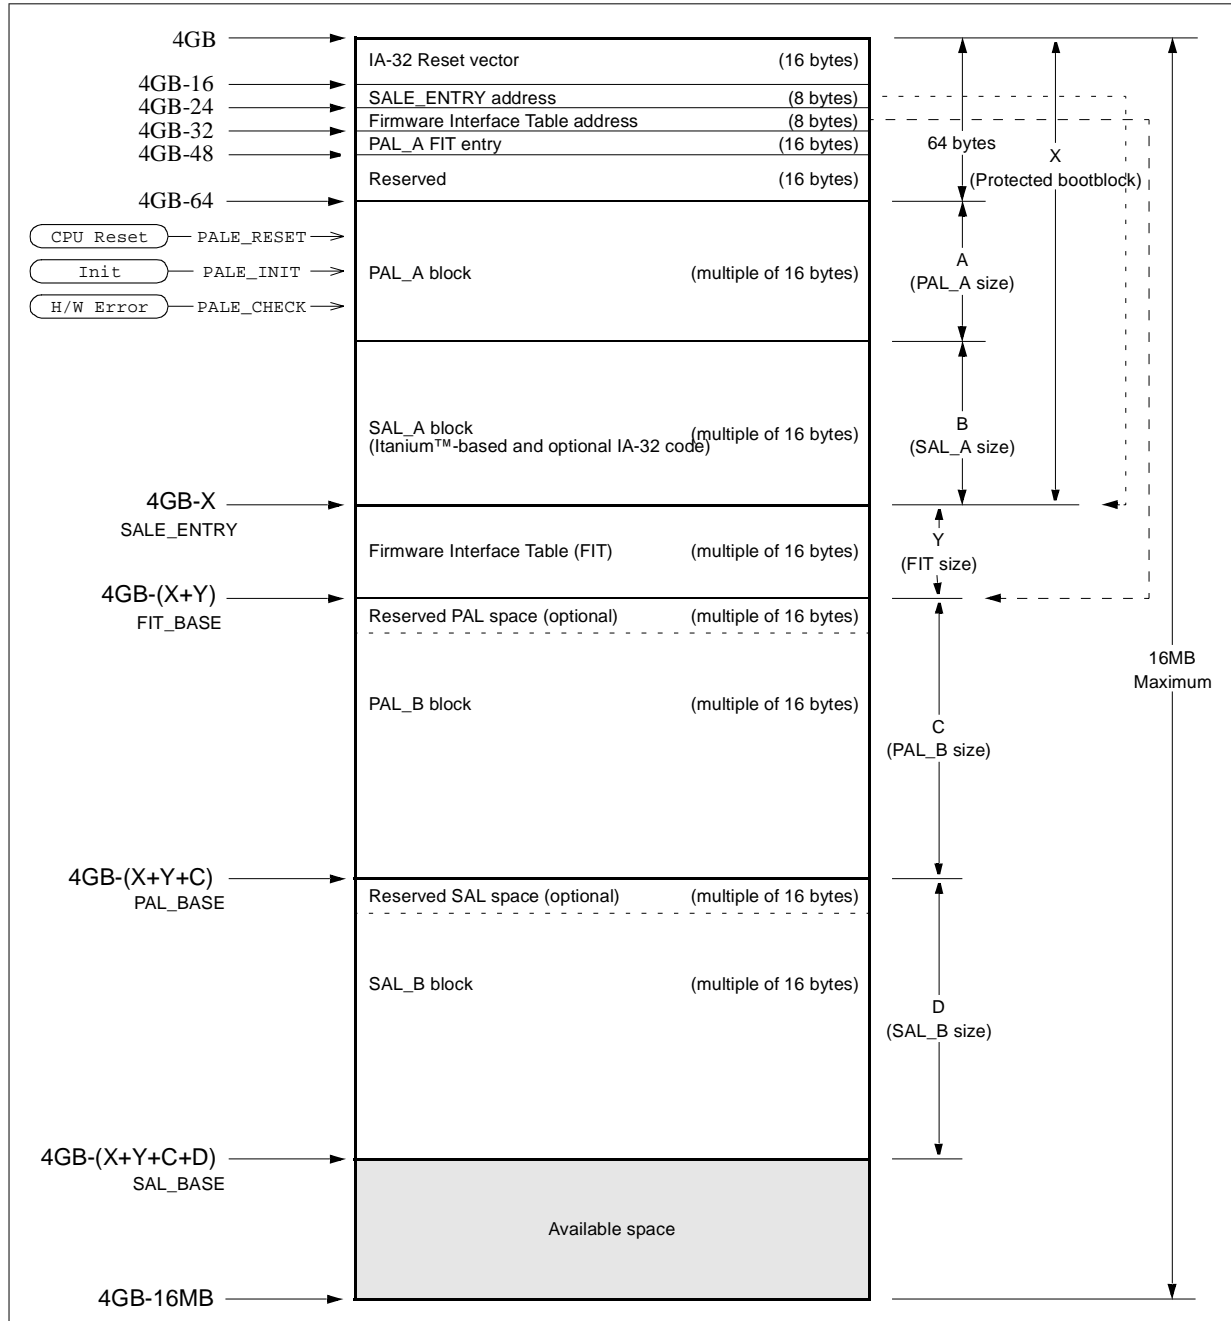 4GB
IA-32 Reset vector (16 bytes)
4GB-16
SALE_ENTRY address (8 bytes)
4GB-24
Firmware Interface Table address (8 bytes)
4GB-32
PAL_A FIT entry (16 bytes)
64 bytes
X
4GB-48
(Protected bootblock)
Reserved (16 bytes)
4GB-64
CPU Reset PALE_RESET
Init PALE_INIT
PAL_A block (multiple of 16 bytes)
A
(PAL_A size)
H/W Error PALE_CHECK
SAL_A block (multiple of 16 bytes)
(Itanium™-based and optional IA-32 code)
B
(SAL_A size)
4GB-X
SALE_ENTRY
Firmware Interface Table (FIT) (multiple of 16 bytes)
Y
(FIT size)
4GB-(X+Y)
FIT_BASE
Reserved PAL space (optional) (multiple of 16 bytes)
16MB
Maximum
PAL_B block (multiple of 16 bytes)
C
(PAL_B size)
4GB-(X+Y+C)
PAL_BASE
Reserved SAL space (optional) (multiple of 16 bytes)
SAL_B block (multiple of 16 bytes)
D
(SAL_B size)
4GB-(X+Y+C+D)
SAL_BASE
Available space
4GB-16MB